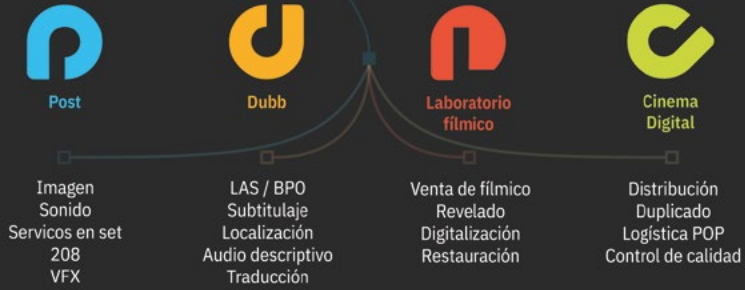 Post
Imagen
Sonido
Servicos en set
208
VFX
Dubb
LAS / BPO
Subtitulaje
Localización
Audio descriptivo
Traducción
Laboratorio
fílmico
Venta de fílmico
Revelado
Digitalización
Restauración
Cinema
Digital
Distribución
Duplicado
Logística POP
Control de calidad